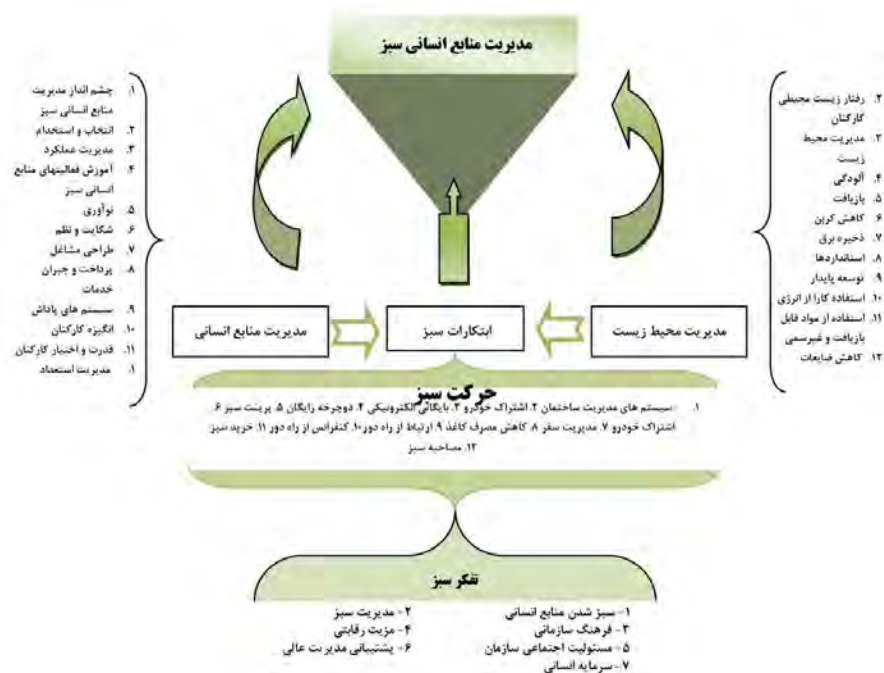 مدیریت منابع انسانی سبز
۲. رفتار زیست محیطی
کارکنان
۳. مدیریت محیط
زیست
۴. آلودگی
۵. بازیافت
۶. کاهش کربن
۷. ذخیره برق
۸. استانداردها
۹. توسعه پایدار
۱۰. استفاده کارا از انرژی
۱۱. استفاده از مواد قابل
بازیافت و غیرسمی
۱۲. کاهش ضایعات
۱. چشم انداز مدیریت
منابع انسانی سبز
۲. انتخاب و استخدام
۳. مدیریت عملکرد
۴. آموزش فعالیتهای منابع
انسانی سبز
۵. نوآوری
۶. شکایت و نظم
۷. طراحی مشاغل
۸. پرداخت و جبران
خدمات
۹. سیستم های پاداش
۱۰. انگیزه کارکنان
۱۱. قدرت و اختیار کارکنان
۱. مدیریت استعداد
مدیریت محیط زیست
ابتکارات سبز
مدیریت منابع انسانی
حرکت سبز
۱. سیستم های مدیریت ساختمان ۲. اشتراک خودرو ۳. بایگانی الکترونیکی ۴. دوچرخه رایگان ۵. پرینت سبز ۶.
اشتراک خودرو ۷. مدیریت سفر ۸. کاهش مصرف کاغذ ۹. ارتباط از راه دور ۱۰. کنفرانس از راه دور ۱۱. خرید سبز
۱۲. مصاحبه سبز
تفکر سبز
۱- سبز شدن منابع انسانی
۲- مدیریت سبز
۳- فرهنگ سازمانی
۴- مزیت رقابتی
۵- مسئولیت اجتماعی سازمان
۶- پشتیبانی مدیریت عالی
۷- سرمایه انسانی